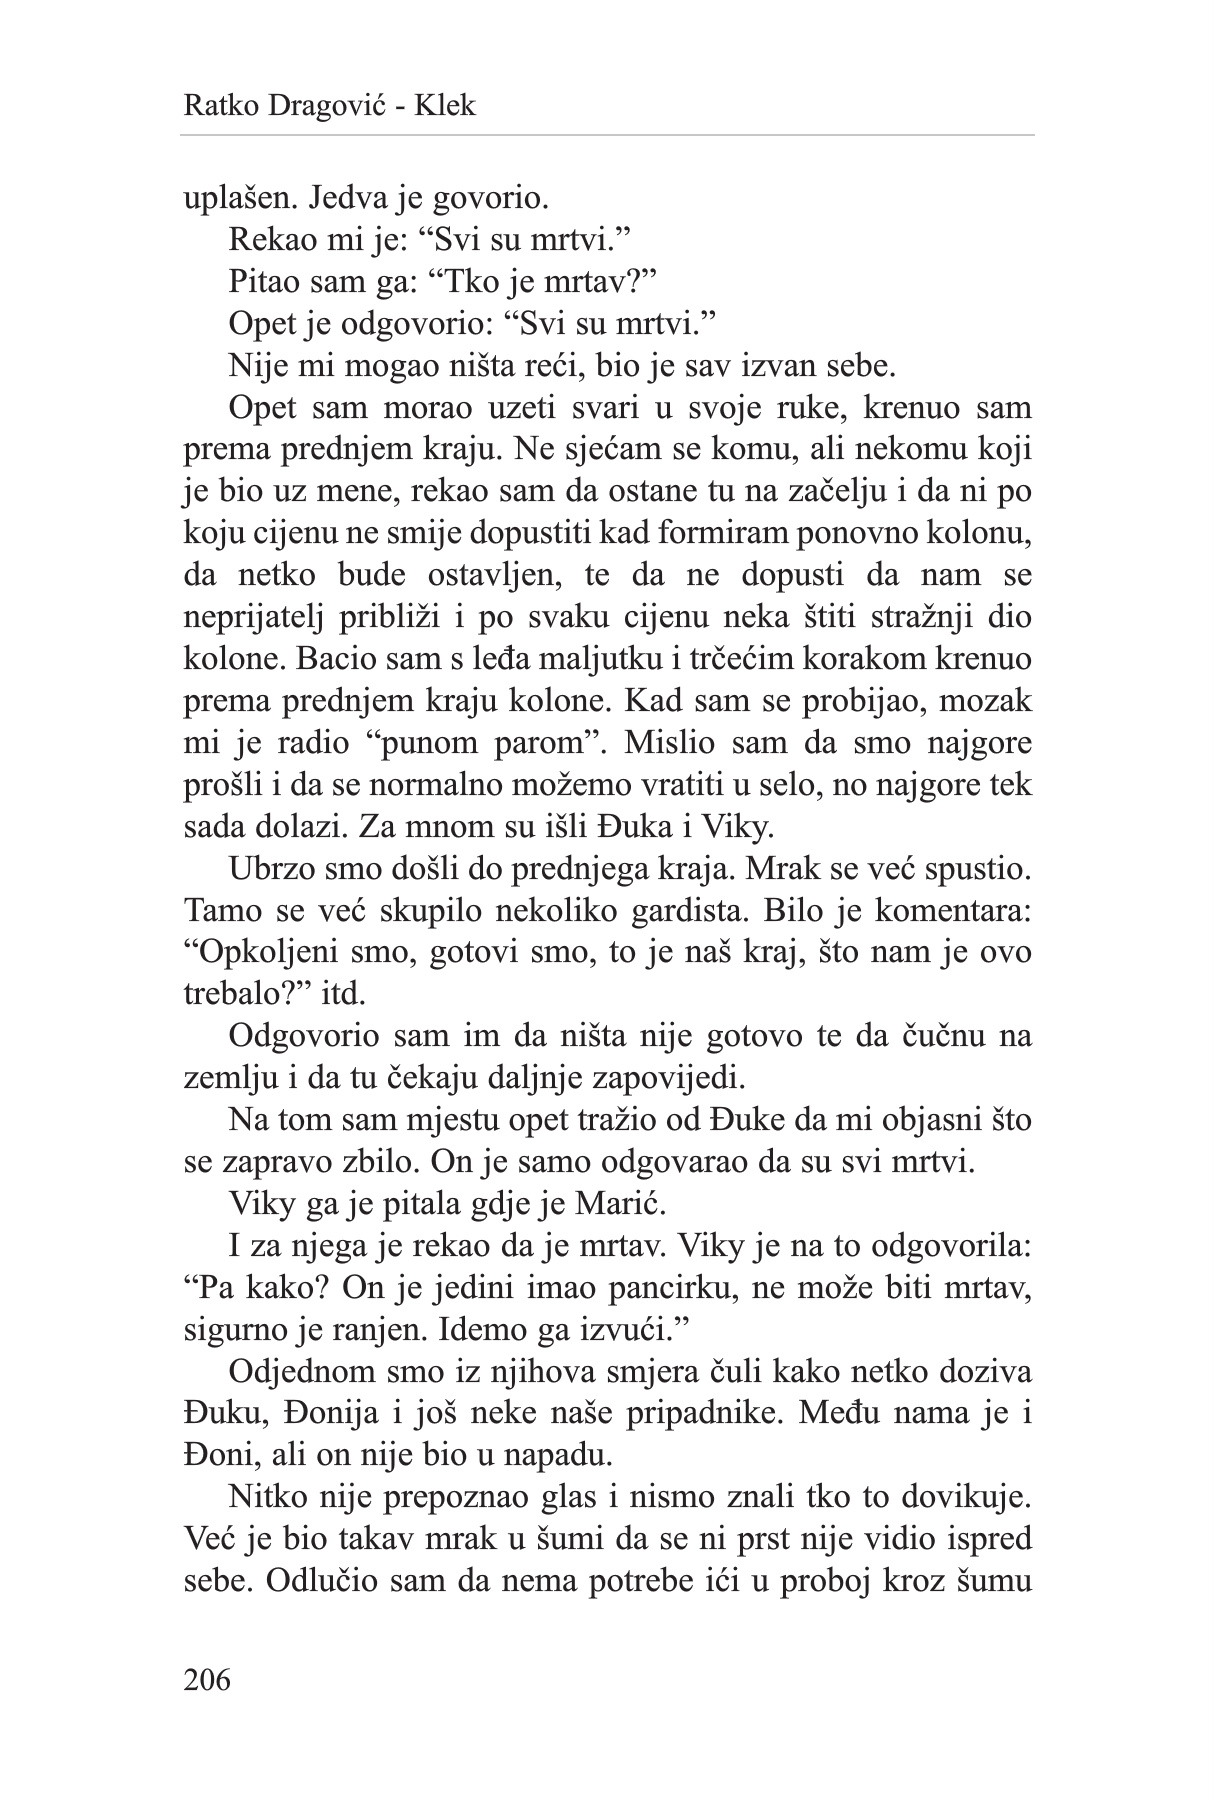 Ratko Dragović - Klek
uplašen. Jedva je govorio.
Rekao mi je: “Svi su mrtvi.”
Pitao sam ga: “Tko je mrtav?”
Opet je odgovorio: “Svi su mrtvi.”
Nije mi mogao ništa reći, bio je sav izvan sebe.
Opet sam morao uzeti svari u svoje ruke, krenuo sam
prema prednjem kraju. Ne sjećam se komu, ali nekomu koji
je bio uz mene, rekao sam da ostane tu na začelju i da ni po
koju cijenu ne smije dopustiti kad formiram ponovno kolonu,
da netko bude ostavljen, te da ne dopusti da nam se
neprijatelj približi i po svaku cijenu neka štiti stražnji dio
kolone. Bacio sam s leđa maljutku i trčećim korakom krenuo
prema prednjem kraju kolone. Kad sam se probijao, mozak
mi je radio “punom parom”. Mislio sam da smo najgore
prošli i da se normalno možemo vratiti u selo, no najgore tek
sada dolazi. Za mnom su išli Đuka i Viky.
Ubrzo smo došli do prednjega kraja. Mrak se već spustio.
Tamo se već skupilo nekoliko gardista. Bilo je komentara:
“Opkoljeni smo, gotovi smo, to je naš kraj, što nam je ovo
trebalo?” itd.
Odgovorio sam im da ništa nije gotovo te da čučnu na
zemlju i da tu čekaju daljnje zapovijedi.
Na tom sam mjestu opet tražio od Đuke da mi objasni što
se zapravo zbilo. On je samo odgovarao da su svi mrtvi.
Viky ga je pitala gdje je Marić.
I za njega je rekao da je mrtav. Viky je na to odgovorila:
“Pa kako? On je jedini imao pancirku, ne može biti mrtav,
sigurno je ranjen. Idemo ga izvući.”
Odjednom smo iz njihova smjera čuli kako netko doziva
Đuku, Đonija i još neke naše pripadnike. Među nama je i
Đoni, ali on nije bio u napadu.
Nitko nije prepoznao glas i nismo znali tko to dovikuje.
Već je bio takav mrak u šumi da se ni prst nije vidio ispred
sebe. Odlučio sam da nema potrebe ići u proboj kroz šumu
206